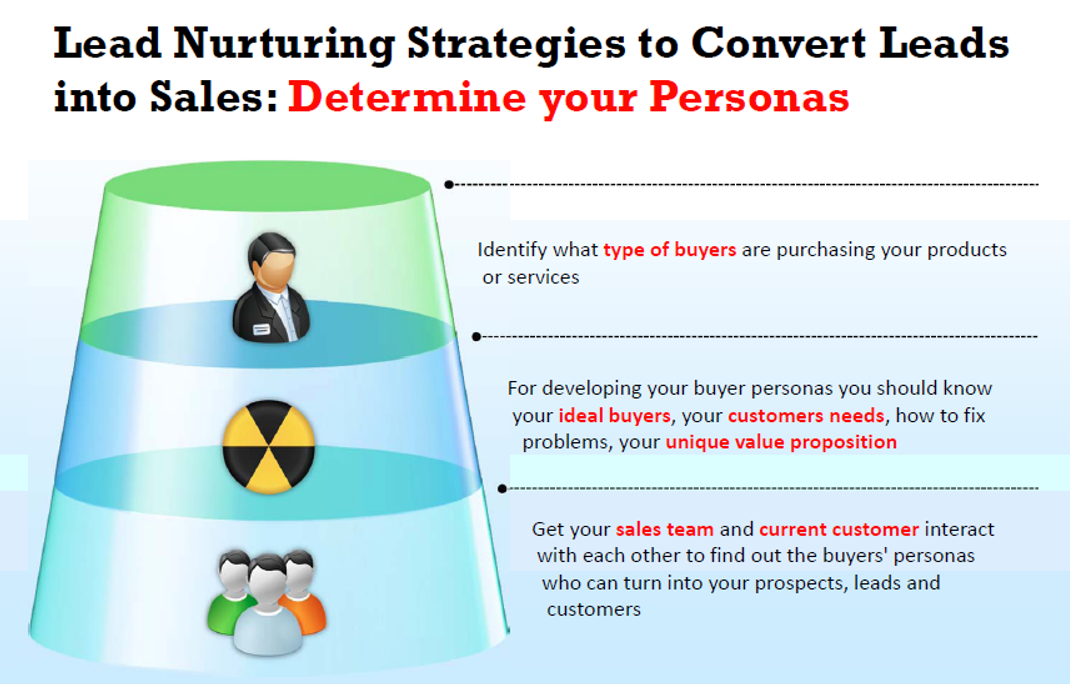 Lead Nurturing Strategies to Convert Leads
into Sales: Determine your Personas
Identify what type of buyers are purchasing your products
or services
For developing your buyer personas you should know
your ideal buyers, your customers needs, how to fix
problems, your unique value proposition
Get your sales team and current customer interact
with each other to find out the buyers' personas
who can turn into your prospects, leads and
customers